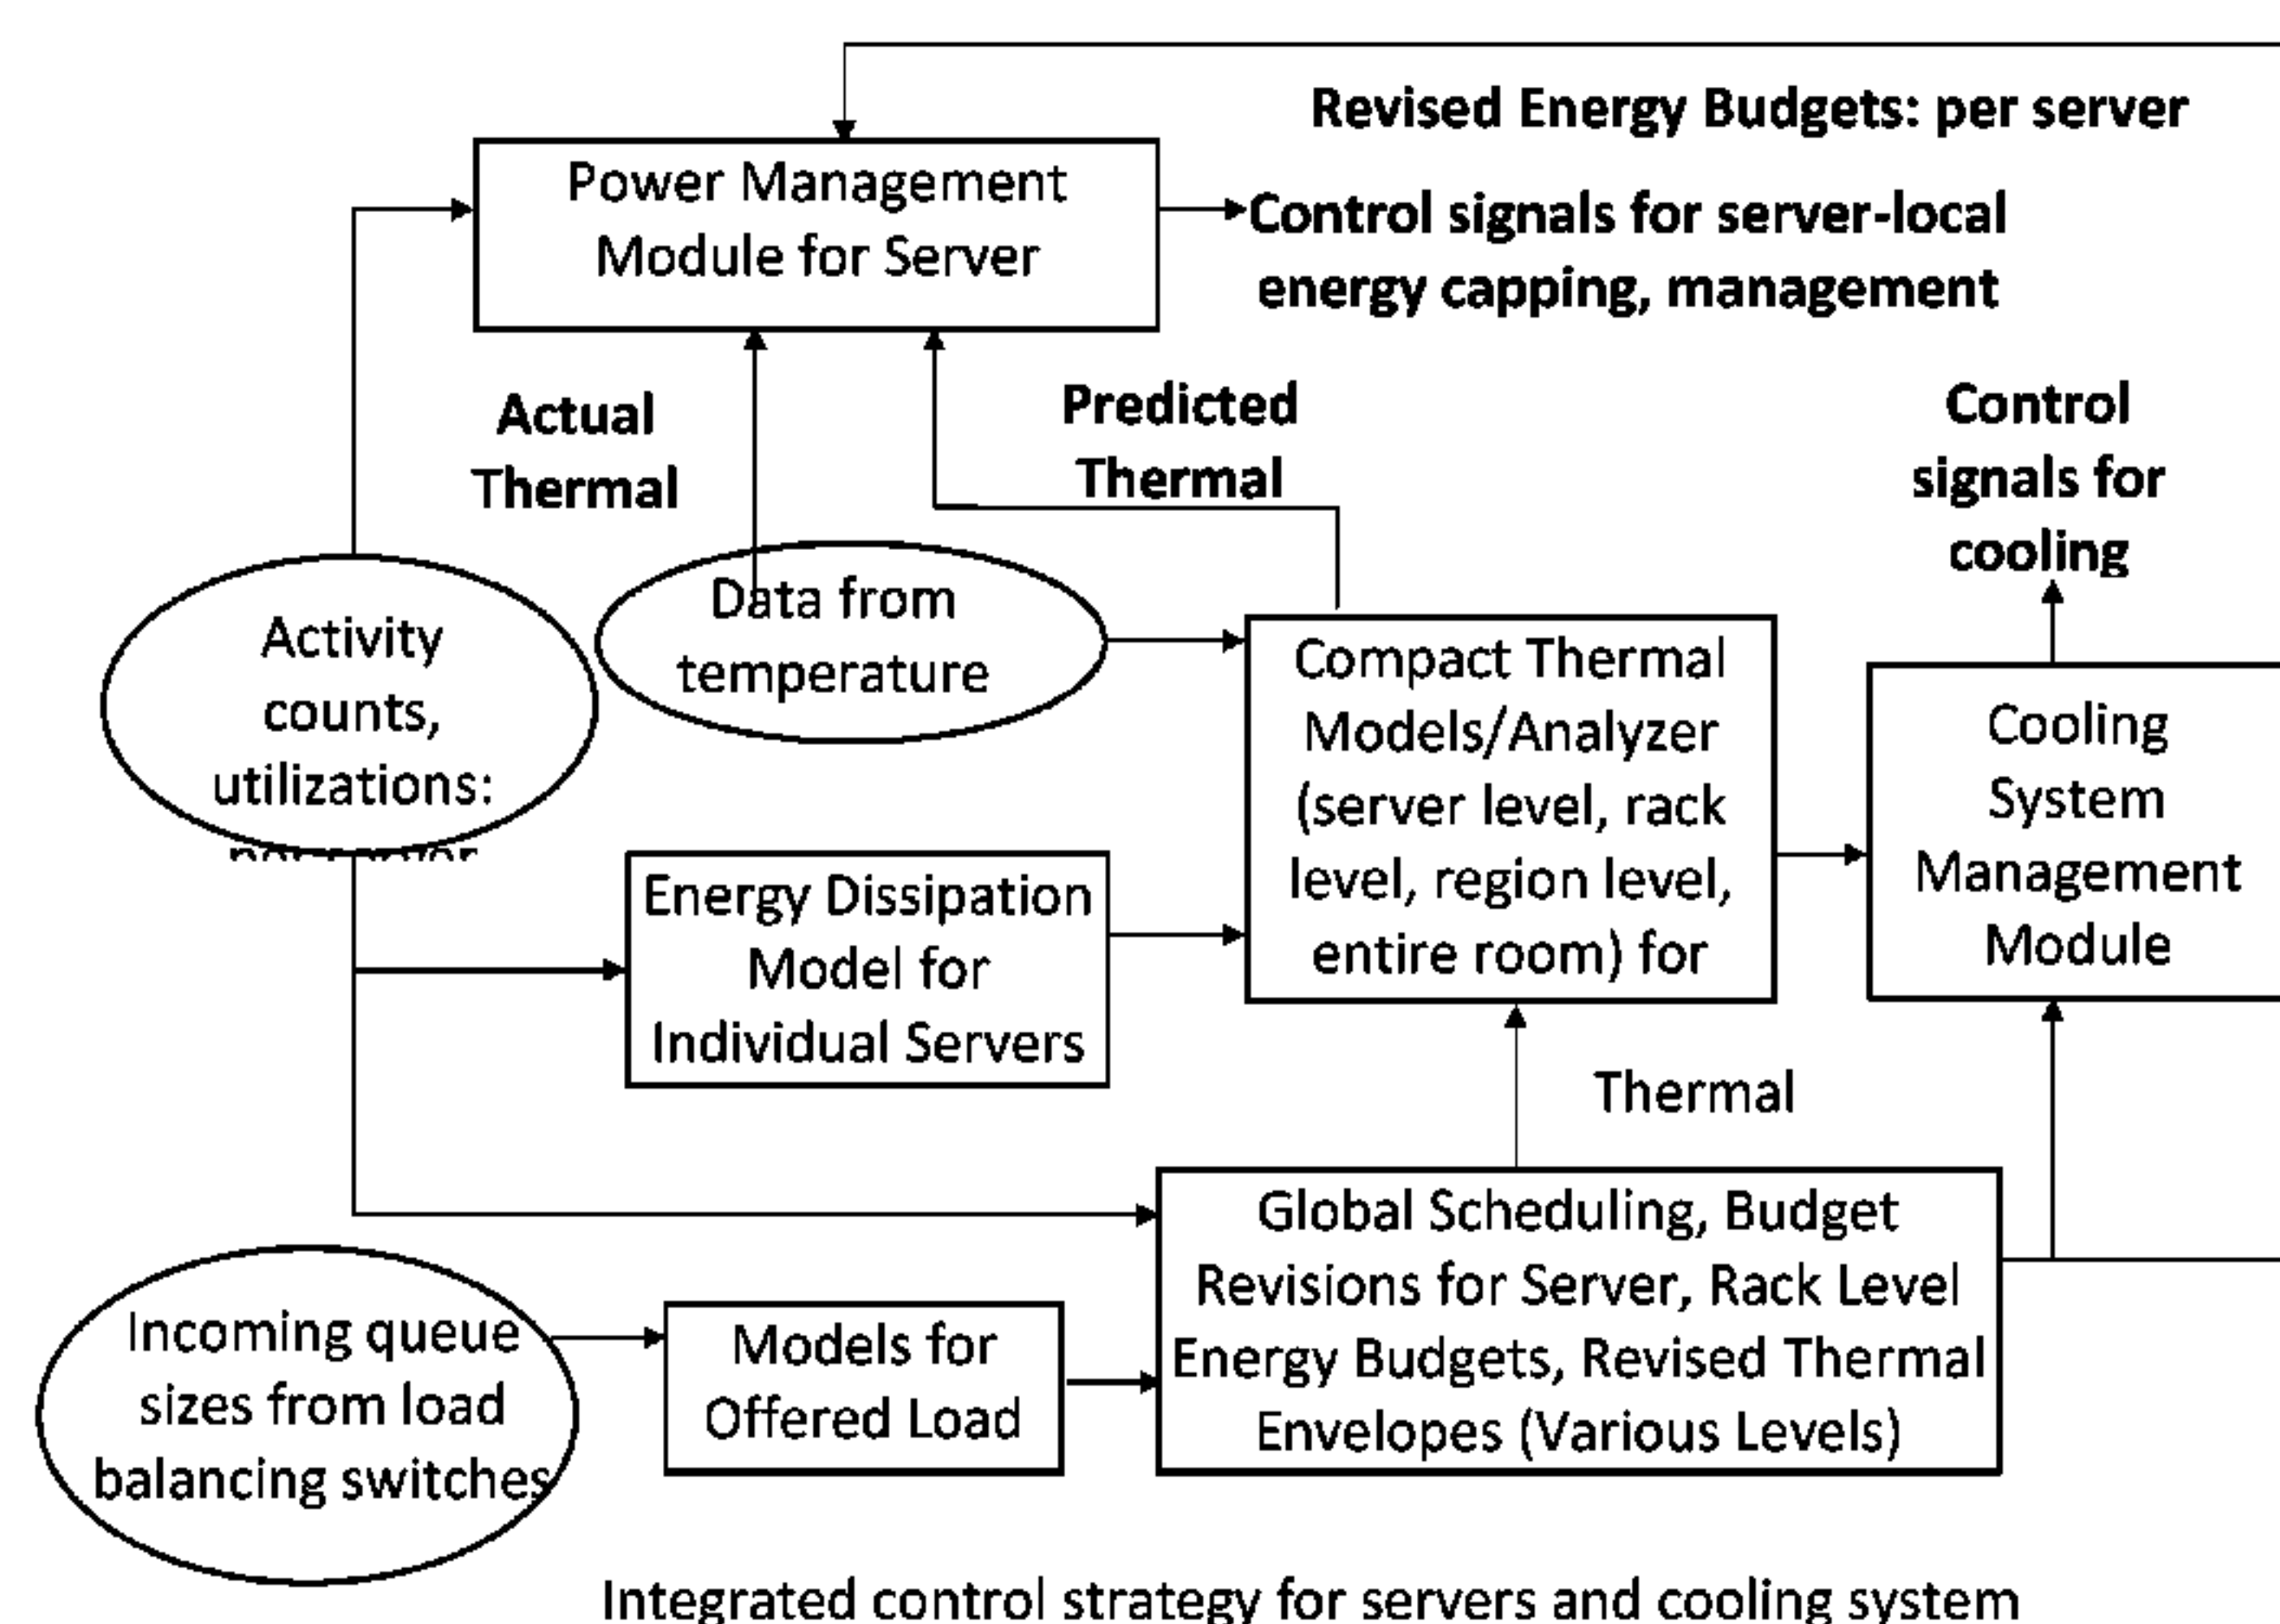 Revised Energy Budgets: per server
Power Management
Module for Server
Control signals for server-local
energy capping, management
Actual
Thermal
Predicted
Thermal
Control
signals for
cooling
Activity
counts,
utilizations:
Data from
temperature
Compact Thermal
Models/Analyzer
(server level, rack
level, region level,
entire room) for
Cooling
System
Management
Module
Energy Dissipation
Model for
Individual Servers
Thermal
Global Scheduling, Budget
Revisions for Server, Rack Level
Energy Budgets, Revised Thermal
Envelopes (Various Levels)
Incoming queue
sizes from load
balancing switches
Models for
Offered Load
Integrated control strategy for servers and cooling system